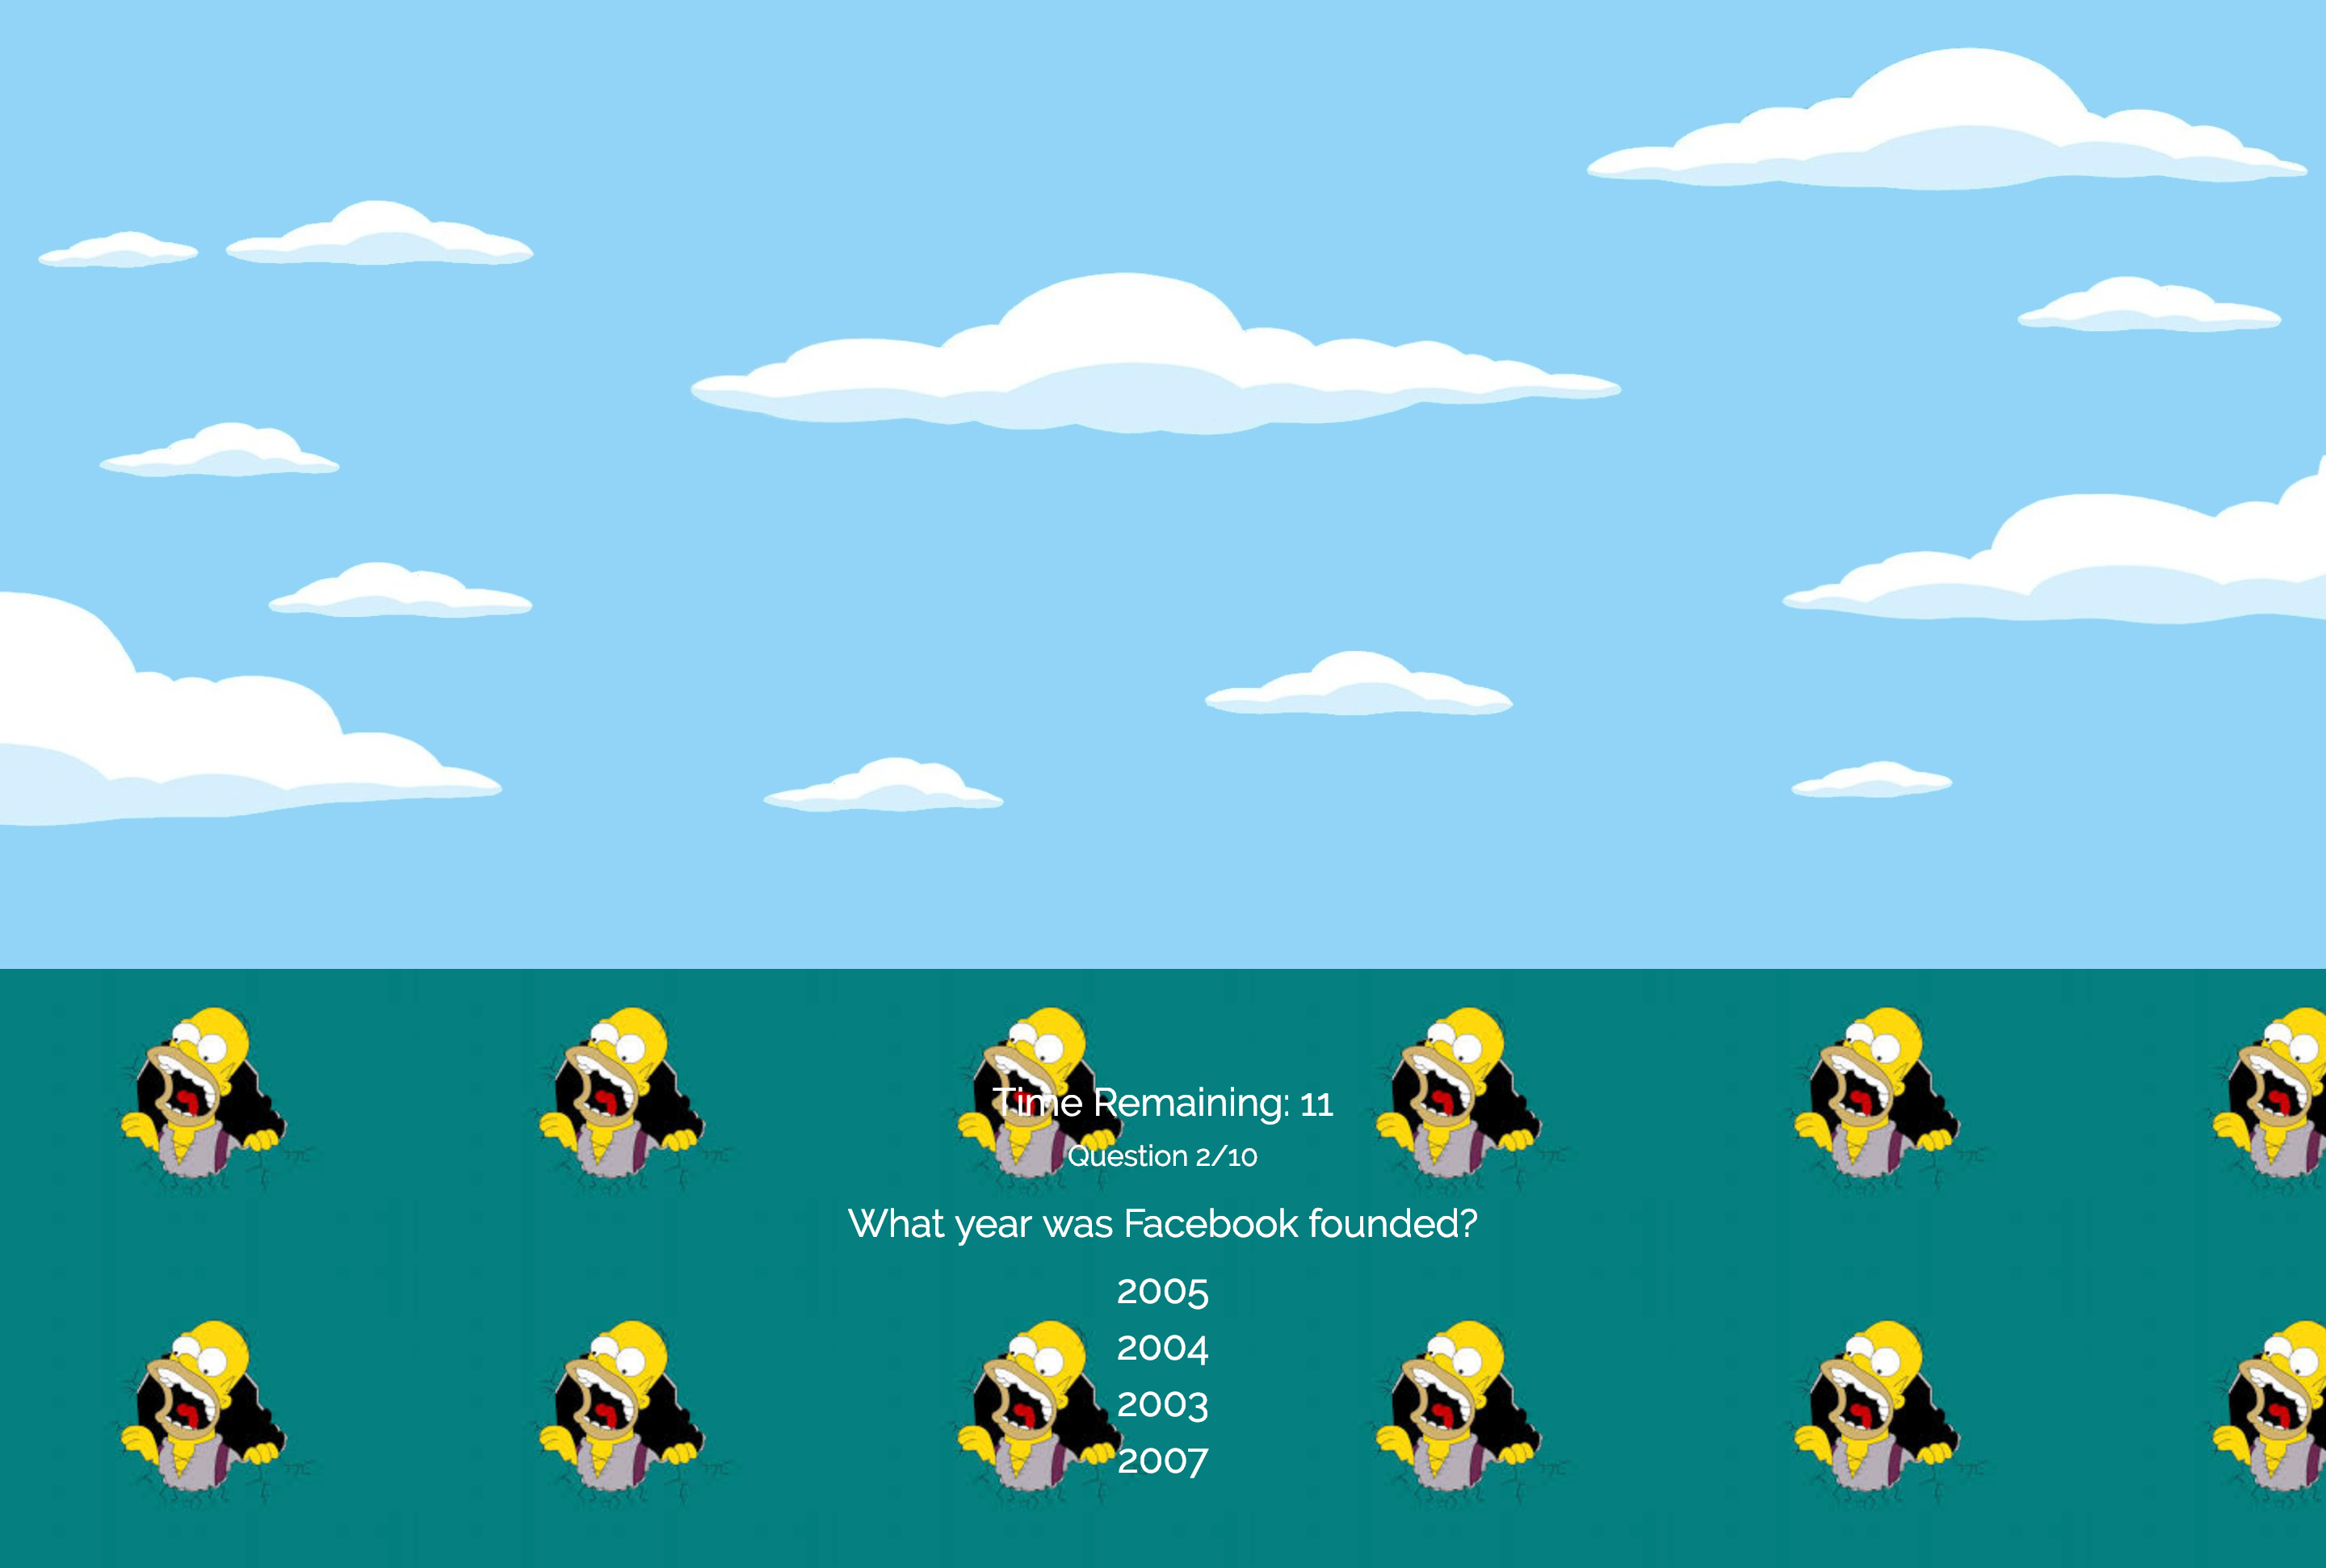 Time Remaining: 11
Question 2/10
What year was Facebook founded?
2005
2004
2003
2007